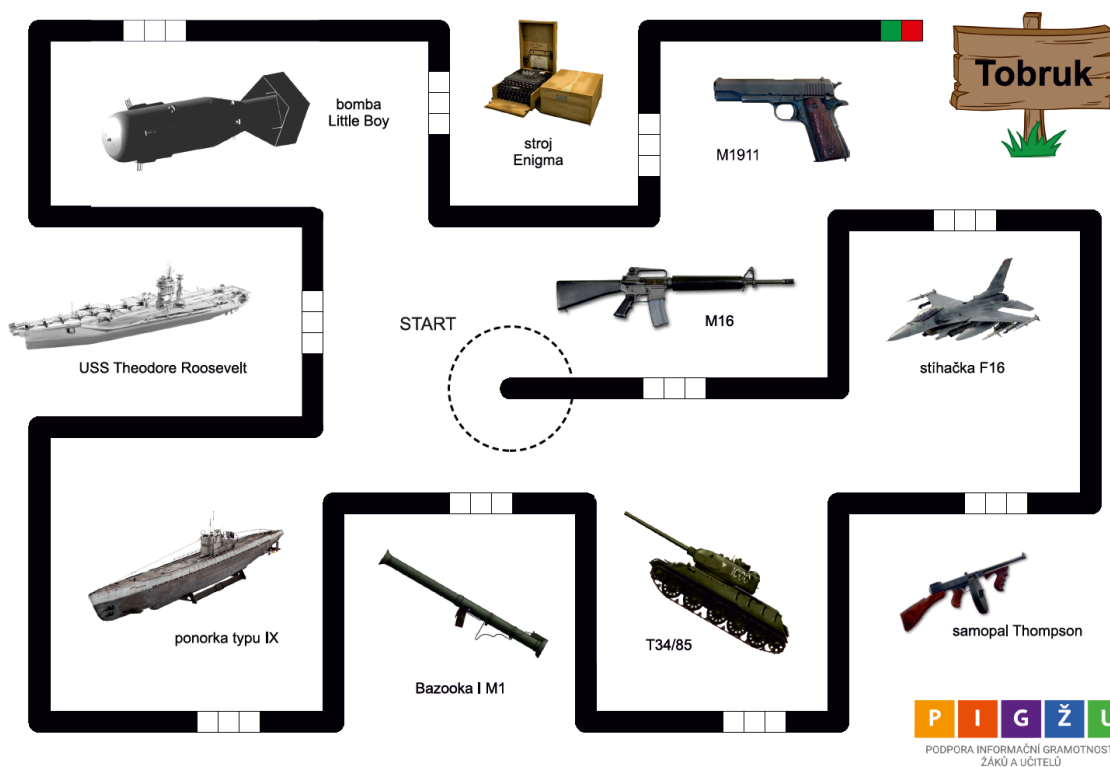 Tobruk
bomba
Little Boy
stroj
Enigma
M1911
START
M16
USS Theodore Roosevelt
stíhačka F16
ponorka typu IX
Bazooka I M1
T34/85
samopal Thompson
P I G Ž U
PODPORA INFORMAČNÍ GRAMOTNOST
ŽÁKŮ A UČITELŮ